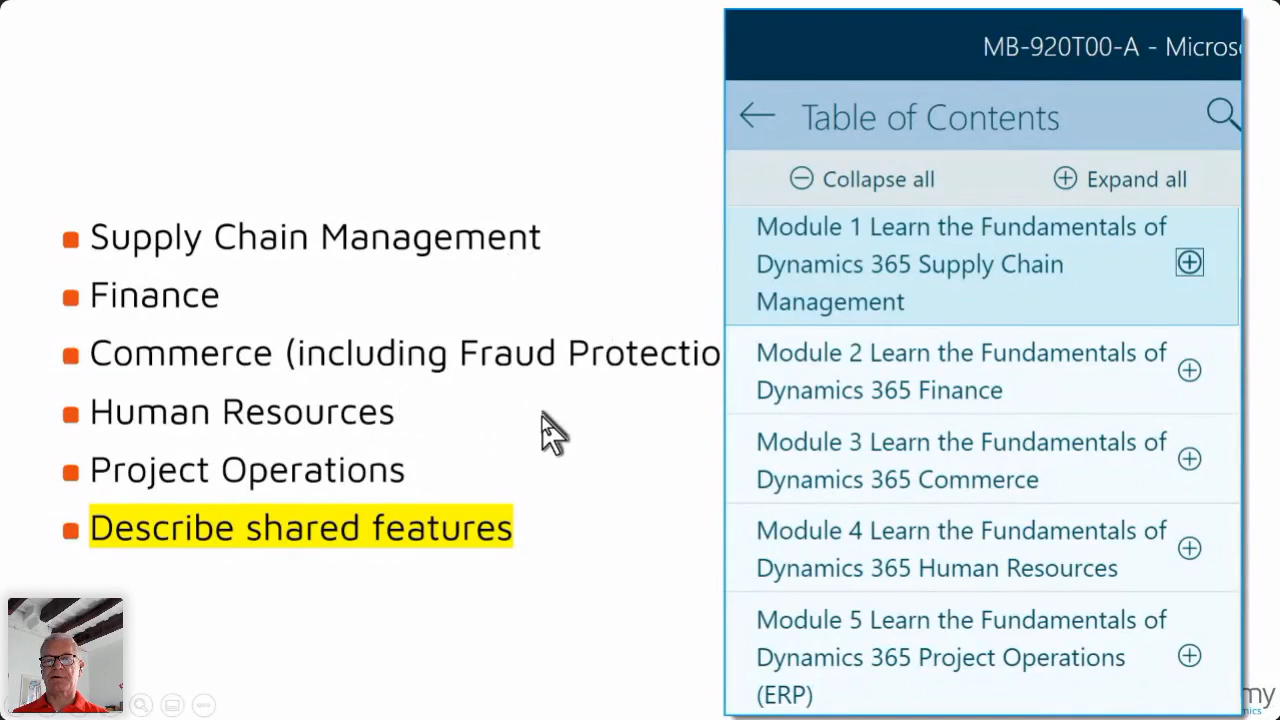 Supply Chain Management
Finance
Commerce (including Fraud Protectio
Human Resources
Project Operations
Describe shared features
MB-920T00-A - Micros
Table of Contents
Collapse all
Expand all
Module 1 Learn the Fundamentals of
Dynamics 365 Supply Chain
Management
Module 2 Learn the Fundamentals of
Dynamics 365 Finance
Module 3 Learn the Fundamentals of
Dynamics 365 Commerce
Module 4 Learn the Fundamentals of
Dynamics 365 Human Resources
Module 5 Learn the Fundamentals of
Dynamics 365 Project Operations
(ERP)
my
mics